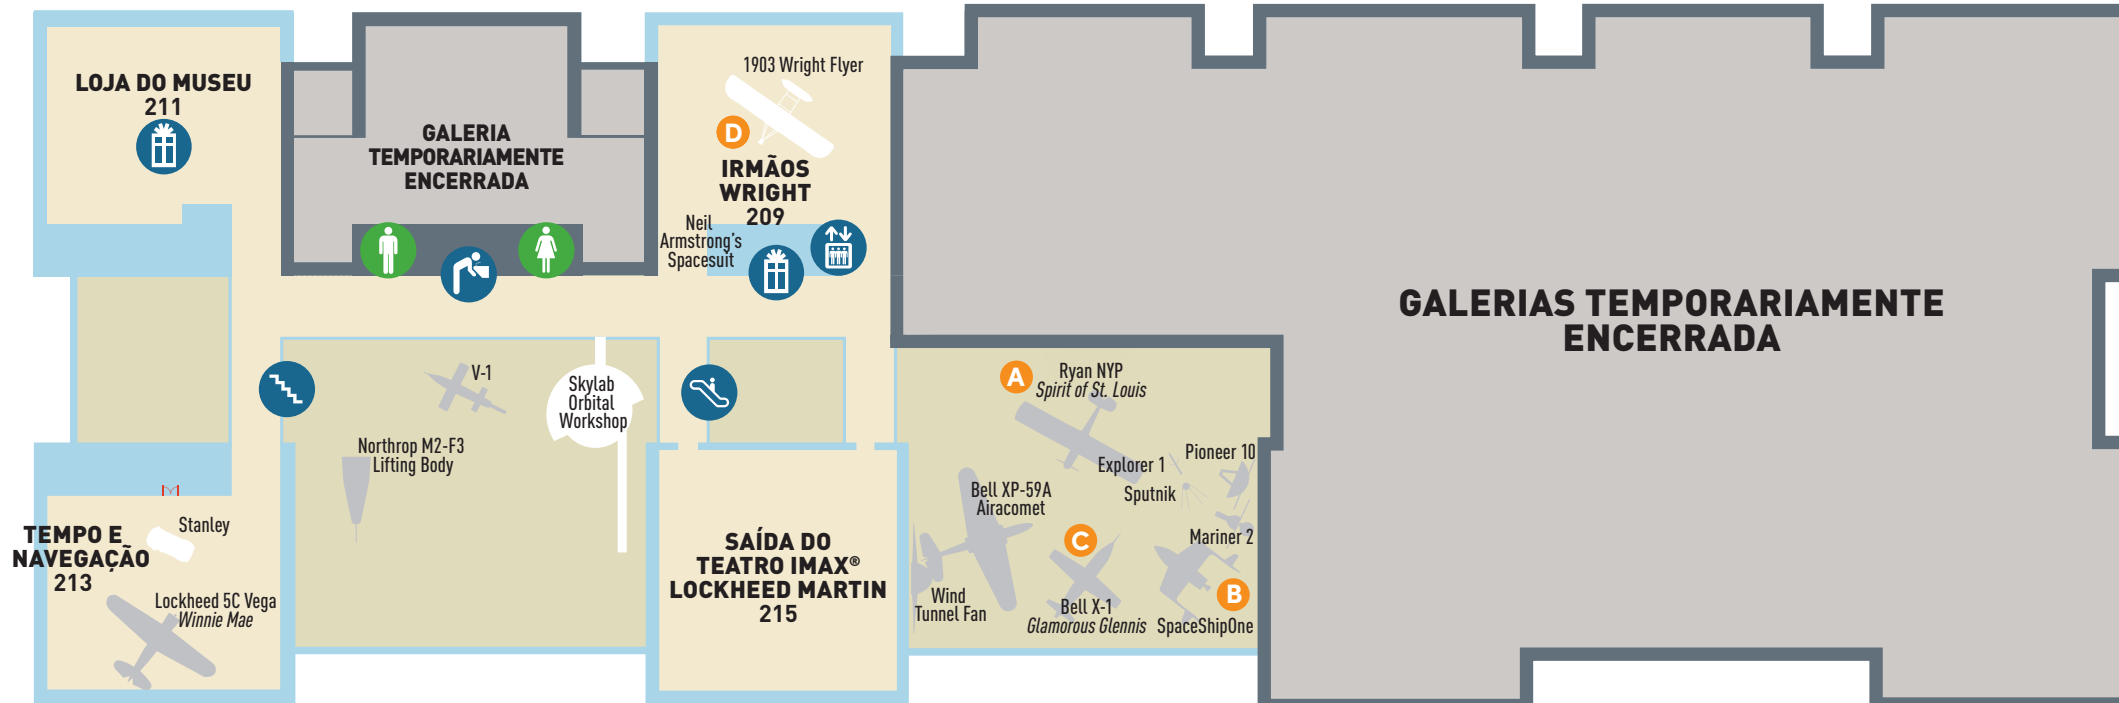 LOJA DO MUSEU
211
GALERIA
TEMPORARIAMENTE
ENCERRADA
1903 Wright Flyer
D
IRMÃOS
WRIGHT
209
Neil
Armstrong's
Spacesuit
GALERIAS TEMPORARIAMENTE
ENCERRADA
V-1
Skylab
Orbital
Workshop
Northrop M2-F3
Lifting Body
A
Ryan NYP
Spirit of St. Louis
Explorer 1
Pioneer 10
Sputnik
Bell XP-59A
Airacomet
Mariner 2
C
B
Wind
Tunnel Fan
Bell X-1
Glamorous Glennis
SpaceShipOne
TEMPO E
NAVEGAÇÃO
213
Stanley
Lockheed 5C Vega
Winnie Mae
SAÍDA DO
TEATRO IMAX®
LOCKHEED MARTIN
215